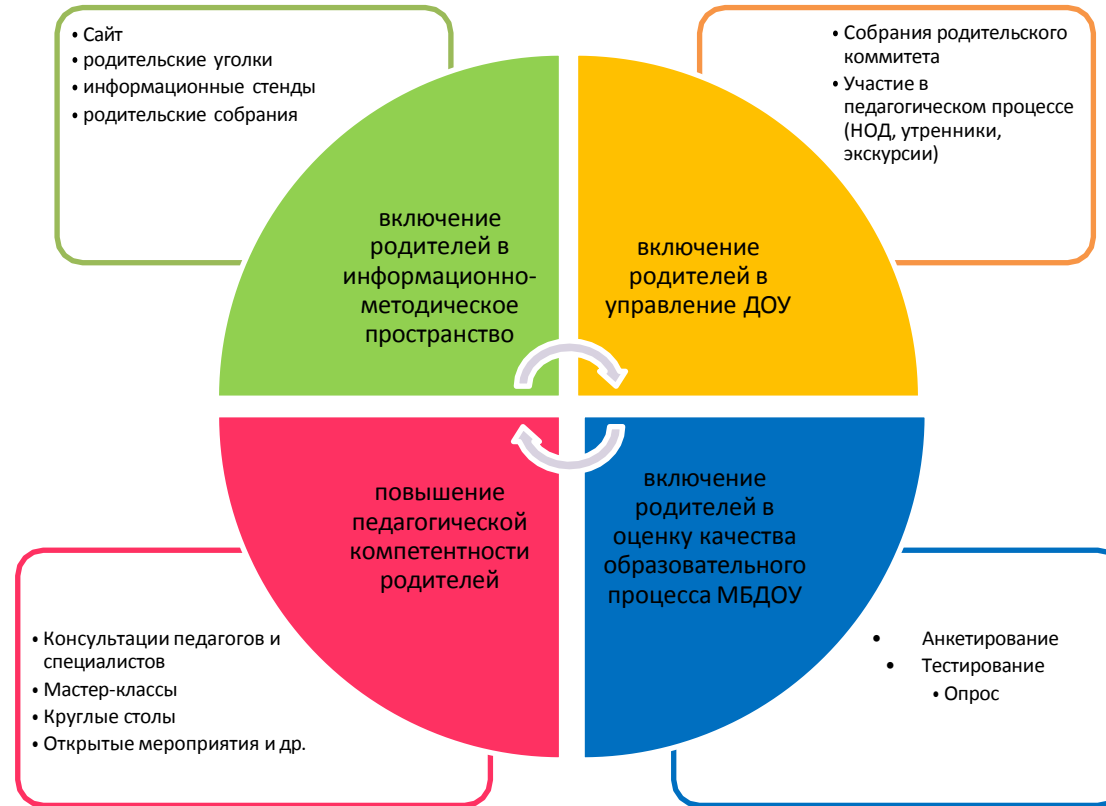 • Сайт
• родительские уголки
• информационные стенды
• родительские собрания
• Собрания родительского
коммитета
• Участие в
педагогическом процессе
(НОД, утренники,
экскурсии)
включение
родителей в
информационно-
методическое
пространство
включение
родителей в
управление ДОУ
повышение
педагогической
компетентности
родителей
включение
родителей в
оценку качества
образовательного
процесса МБДОУ
• Консультации педагогов и
специалистов
• Мастер-классы
• Круглые столы
• Открытые мероприятия и др.
• Анкетирование
• Тестирование
• Опрос